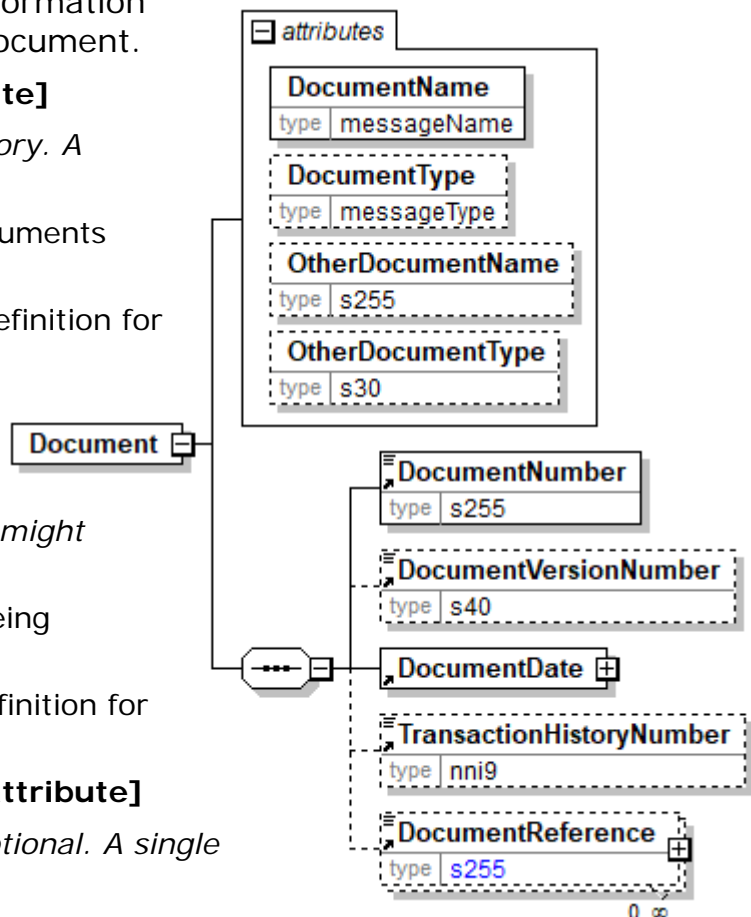 ormation
ocument.
te]
ory. A
uments
efinition for
might
eing
finition for
ttribute]
tional. A single
attributes
DocumentName
type messageName
DocumentType
type messageType
OtherDocumentName
type s255
OtherDocumentType
type s30
Document
DocumentNumber
type s255
DocumentVersionNumber
type s40
DocumentDate
TransactionHistoryNumber
type nni9
DocumentReference
type s255
0..∞